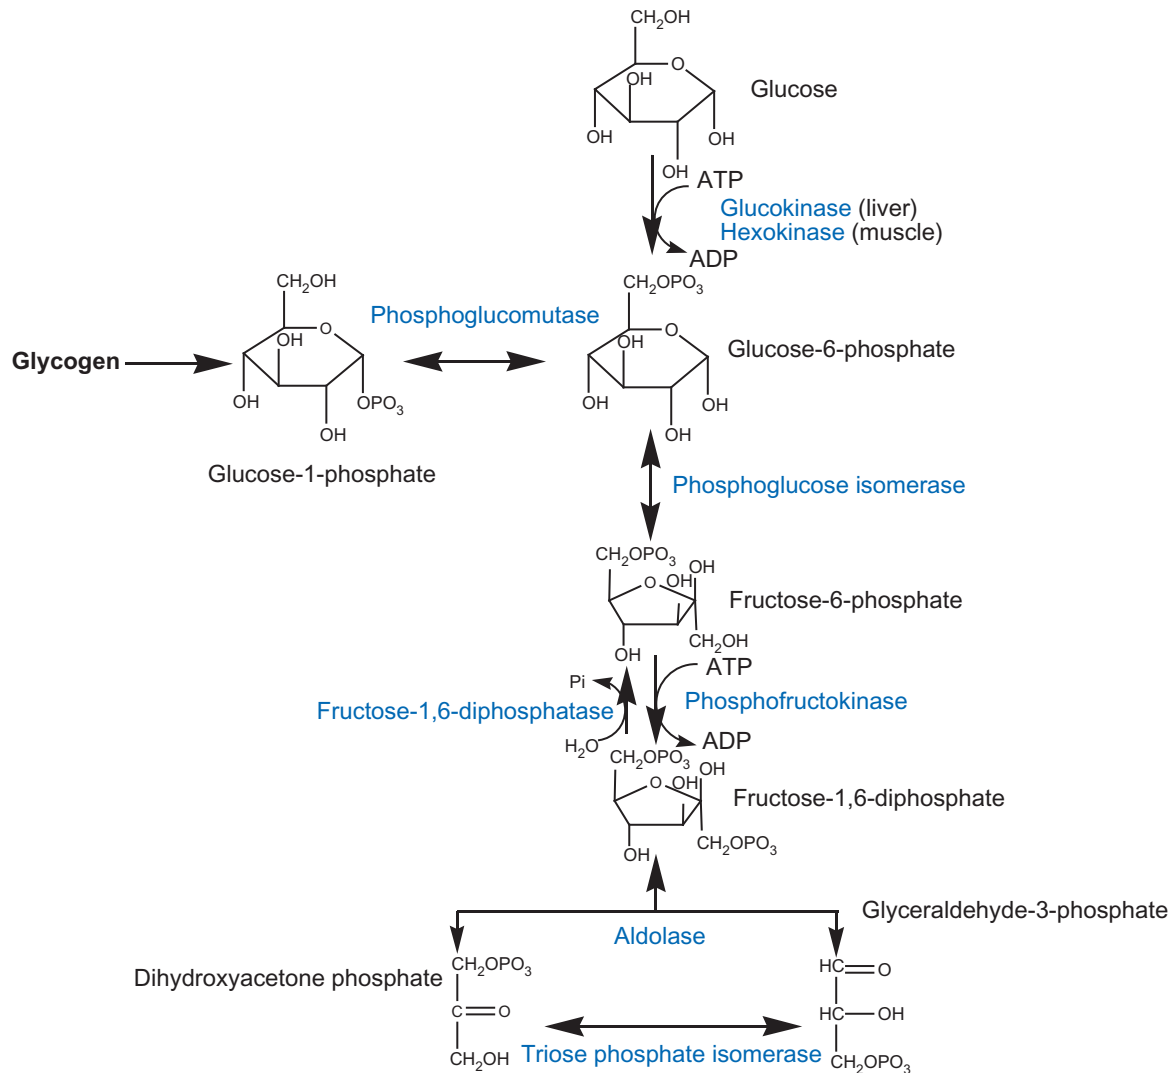 CH2OH
O
OH
Glucose
OH
OH
OH
ATP
Glucokinase (liver)
Hexokinase (muscle)
ADP
CH2OPO3
CH2OH
Phosphoglucomutase
O
OH
O
OH
Glucose-6-phosphate
Glycogen
OH
OPO3
OH
OH
OH
OH
Glucose-1-phosphate
Phosphoglucose isomerase
CH2OPO3
OH
O
OH
Fructose-6-phosphate
CH2OH
OH
ATP
Pi
Phosphofructokinase
Fructose-1,6-diphosphatase
H2O
ADP
CH2OPO3
OH
O
OH
Fructose-1,6-diphosphate
CH2OPO3
OH
Glyceraldehyde-3-phosphate
Aldolase
Dihydroxyacetone phosphate
CH2OPO3
HC
O
C
O
HC
OH
CH2OH
Triose phosphate isomerase
CH2OPO3